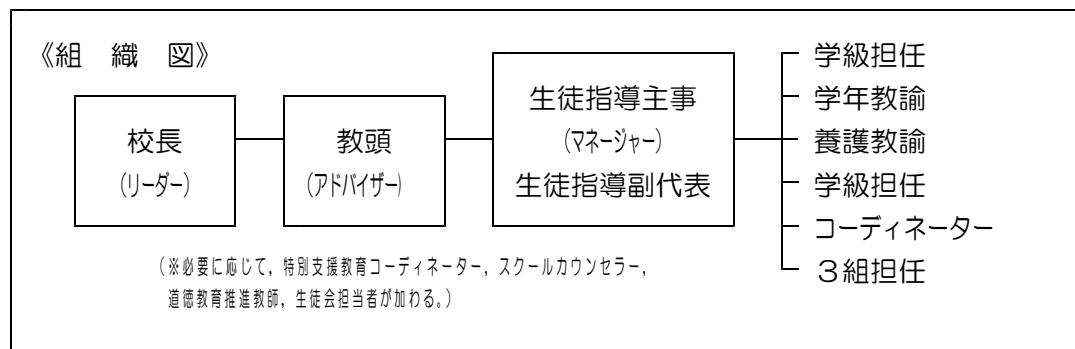 《組　織　図》
校長
(リーダー)
教頭
(アドバイザー)
生徒指導主事
(マネージャー)
生徒指導副代表
学級担任
学年教諭
養護教諭
学級担任
コーディネーター
３組担任
(※必要に応じて，特別支援教育コーディネーター，スクールカウンセラー，
道徳教育推進教師，生徒会担当者が加わる。)